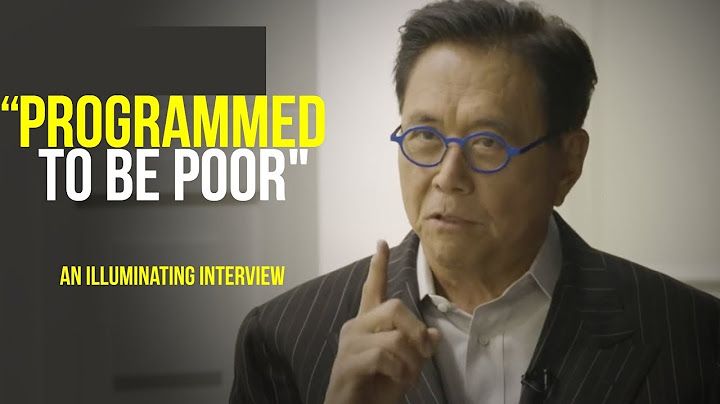 “PROGRAMMED
TO BE POOR"
AN ILLUMINATING INTERVIEW